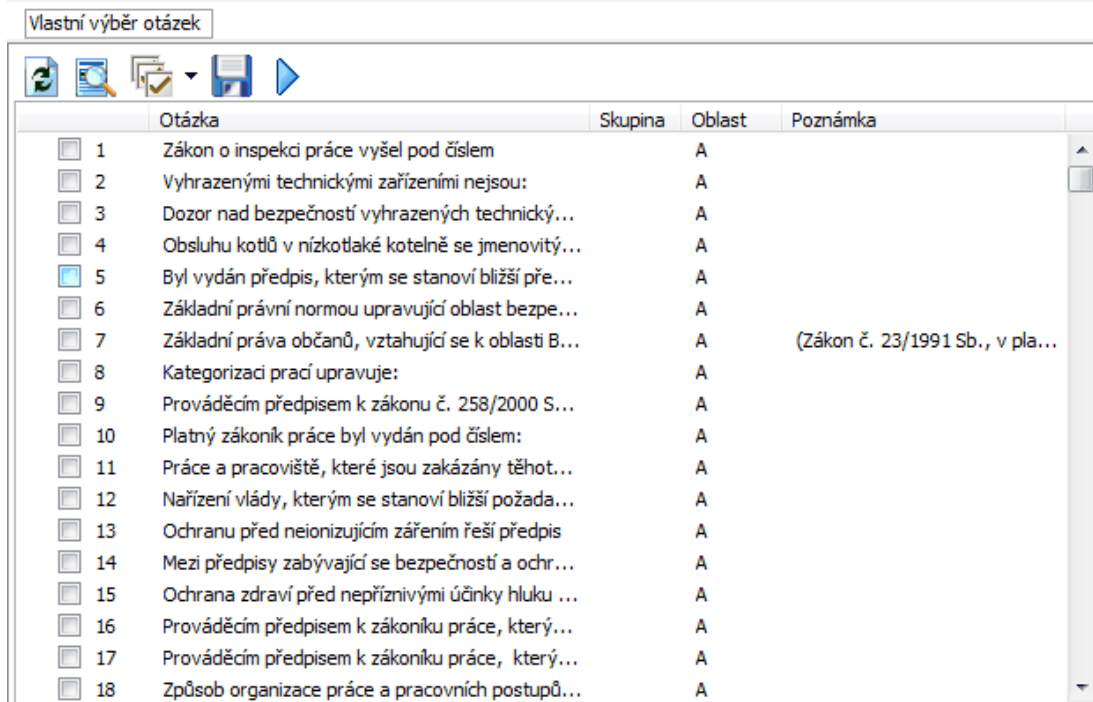 Vlastní výběr otázek
Otázka Skupina Oblast Poznámka
1 Zákon o inspekci práce vyšel pod číslem A
2 Vyhrazenými technickými zařízeními nejsou: A
3 Dozor nad bezpečností vyhrazených technický... A
4 Obsluhu kotlů v nízkotlaké kotelně se jmenovitý... A
5 Byl vydán předpis, kterým se stanoví bližší pře... A
6 Základní právní normou upravující oblast bezpe... A
7 Základní práva občanů, vztahující se k oblasti B... A (Zákon č. 23/1991 Sb., v pla...
8 Kategorizaci prací upravuje: A
9 Prováděcím předpisem k zákonu č. 258/2000 S... A
10 Platný zákoník práce byl vydán pod číslem: A
11 Práce a pracoviště, které jsou zakázány těhot... A
12 Nařízení vlády, kterým se stanoví bližší požada... A
13 Ochranu před neionizujícím zářením řeší předpis A
14 Mezi předpisy zabývající se bezpečností a ochr... A
15 Ochrana zdraví před nepříznivými účinky hluku ... A
16 Prováděcím předpisem k zákoníku práce, který... A
17 Prováděcím předpisem k zákoníku práce, který... A
18 Způsob organizace práce a pracovních postupů... A